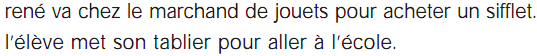 rené va chez le marchand de jouets pour acheter un sifflet.
l'élève met son tablier pour aller à l'école.